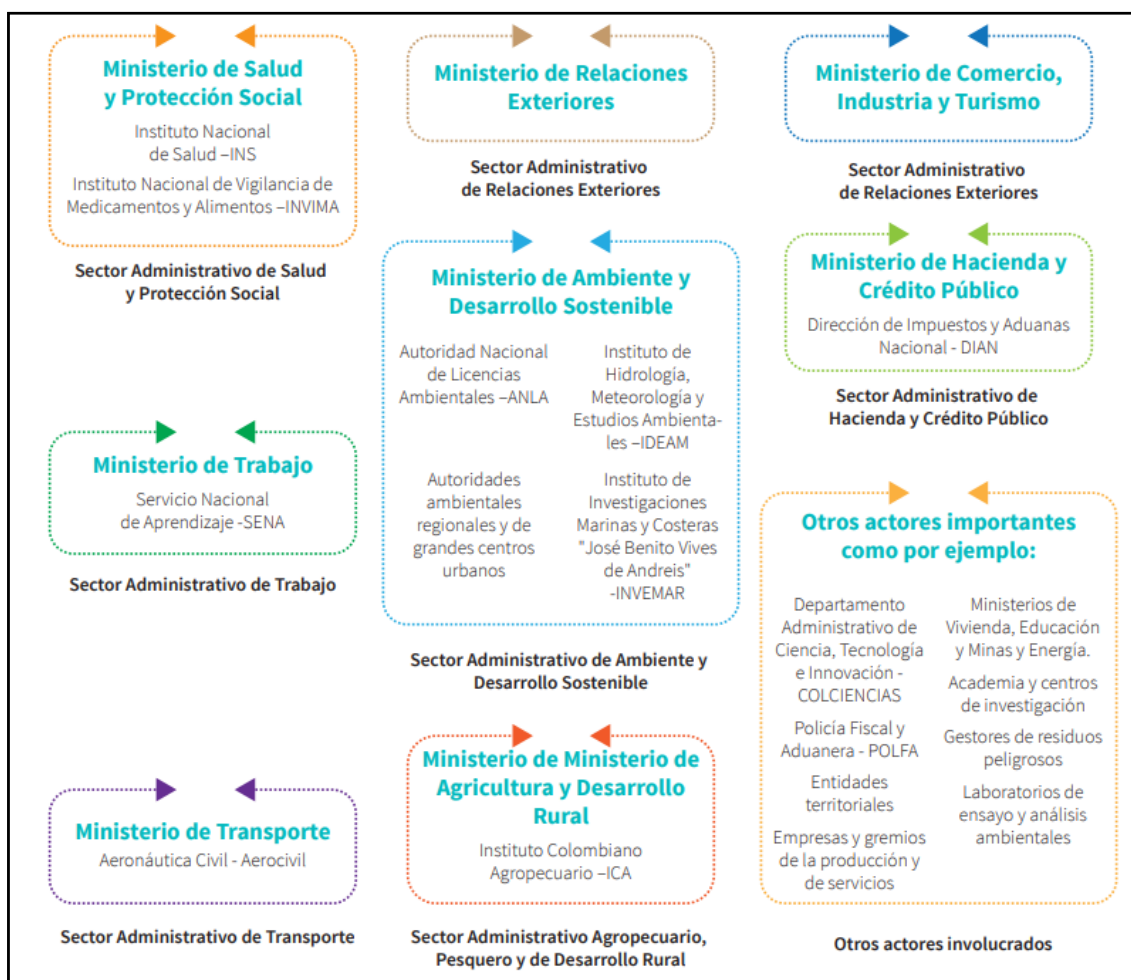 Ministerio de Salud
y Protección Social
Instituto Nacional
de Salud –INS
Instituto Nacional de Vigilancia de
Medicamentos y Alimentos –INVIMA
Sector Administrativo de Salud
y Protección Social
Ministerio de Relaciones
Exteriores
Sector Administrativo
de Relaciones Exteriores
Ministerio de Comercio,
Industria y Turismo
Sector Administrativo
de Relaciones Exteriores
Ministerio de Ambiente y
Desarrollo Sostenible
Autoridad Nacional
de Licencias
Ambientales –ANLA
Instituto de
Hidrología,
Meteorología y
Estudios Ambienta-
les –IDEAM
Autoridades
ambientales
regionales y de
grandes centros
urbanos
Instituto de
Investigaciones
Marinas y Costeras
"José Benito Vives
de Andreis"
-INVEMAR
Sector Administrativo de Ambiente y
Desarrollo Sostenible
Ministerio de Hacienda y
Crédito Público
Dirección de Impuestos y Aduanas
Nacional - DIAN
Sector Administrativo de
Hacienda y Crédito Público
Ministerio de Trabajo
Servicio Nacional
de Aprendizaje -SENA
Sector Administrativo de Trabajo
Otros actores importantes
como por ejemplo:
Departamento
Administrativo de
Ciencia, Tecnología
e Innovación -
COLCIENCIAS
Policía Fiscal y
Aduanera - POLFA
Entidades
territoriales
Empresas y gremios
de la producción y
de servicios
Ministerios de
Vivienda, Educación
y Minas y Energía.
Academia y centros
de investigación
Gestores de residuos
peligrosos
Laboratorios de
ensayo y análisis
ambientales
Otros actores involucrados
Ministerio de Transporte
Aeronáutica Civil - Aerocivil
Sector Administrativo de Transporte
Ministerio de Ministerio de
Agricultura y Desarrollo
Rural
Instituto Colombiano
Agropecuario –ICA
Sector Administrativo Agropecuario,
Pesquero y de Desarrollo Rural